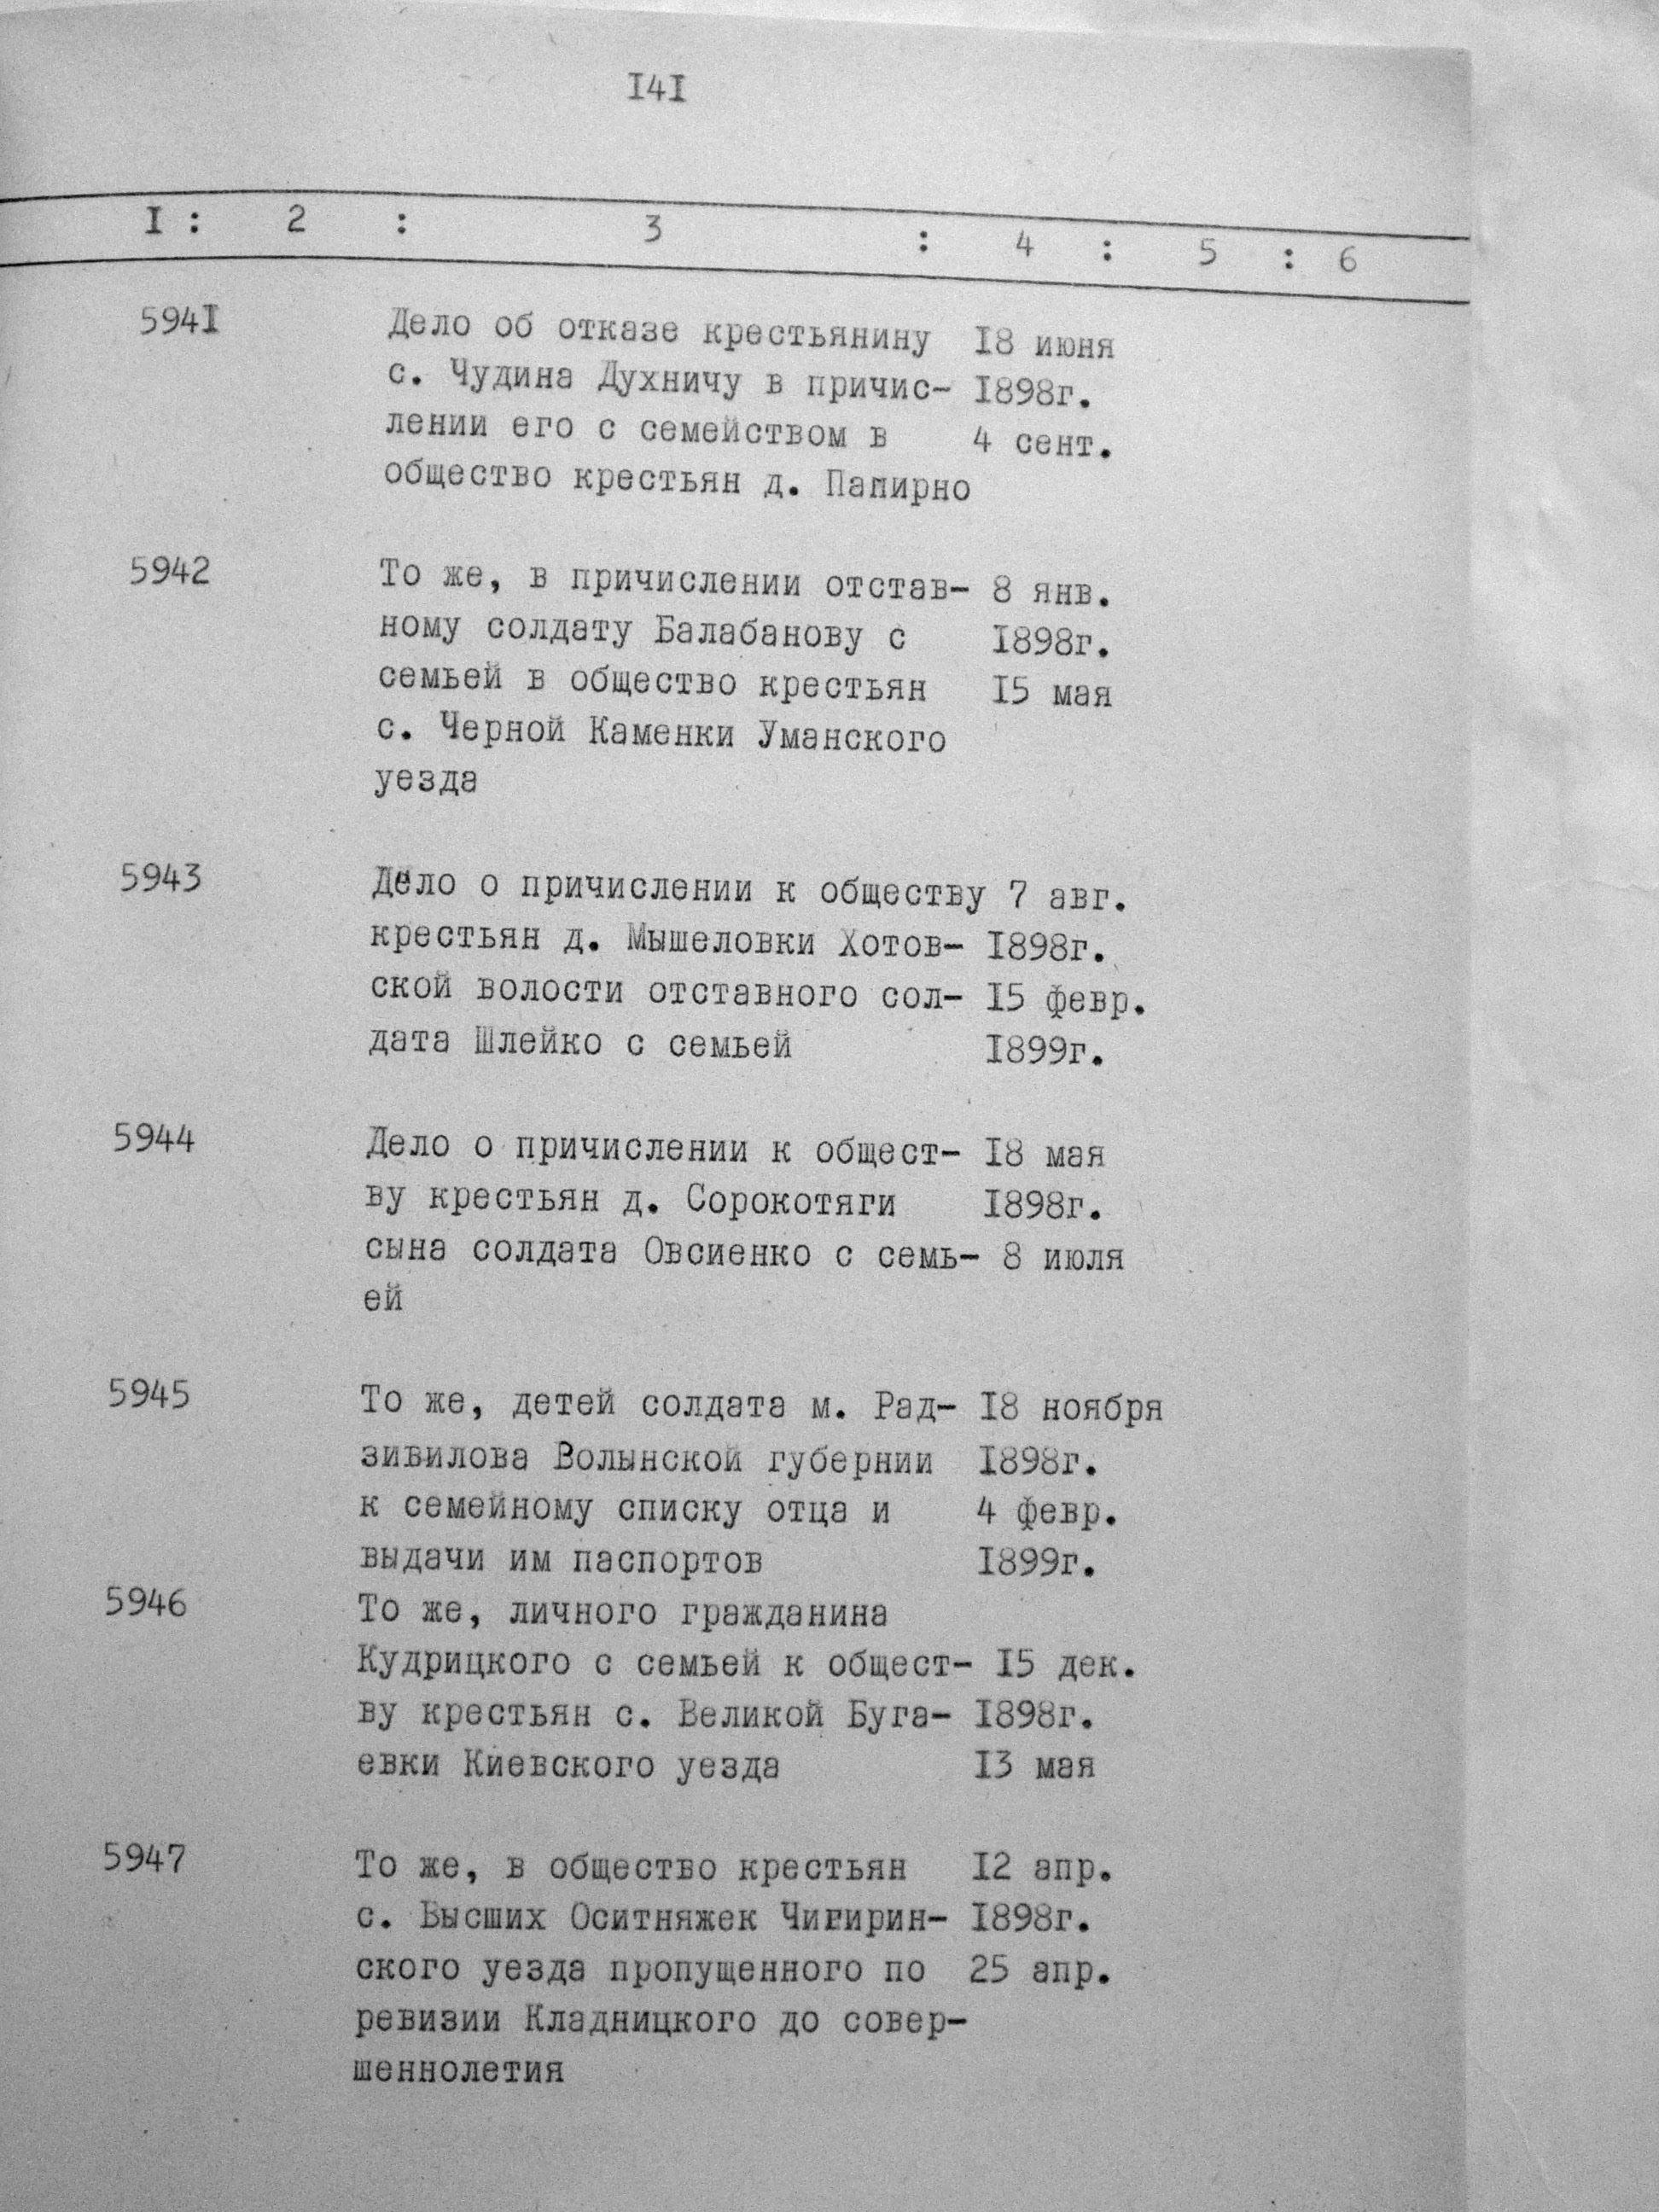 I4I
I : 2 : 3 : 4 : 5 : 6
594I Дело об отказе крестьянину I8 июня
с. Чудина Духничу в причис- I898г.
лении его с семейством в 4 сент.
общество крестьян д. Папирно
5942 То же, в причислении отстав- 8 янв.
ному солдату Балабанову с I898г.
семьей в общество крестьян I5 мая
с. Черной Каменки Уманского
уезда
5943 Дело о причислении к обществу 7 авг.
крестьян д. Мышеловки Хотов- I898г.
ской волости отставного сол- I5 февр.
дата Шлейко с семьей I899г.
5944 Дело о причислении к общест- I8 мая
ву крестьян д. Сорокотяги I898г.
сына солдата Овсиенко с семь- 8 июля
ей
5945 То же, детей солдата м. Рад- I8 ноября
зивилова Волынской губернии I898г.
к семейному списку отца и 4 февр.
выдачи им паспортов I899г.
5946 То же, личного гражданина
Кудрицкого с семьей к общест- I5 дек.
ву крестьян с. Великой Буга- I898г.
евки Киевского уезда I3 мая
5947 То же, в общество крестьян I2 апр.
с. Высших Оситняжек Чигирин- I898г.
ского уезда пропущенного по 25 апр.
ревизии Кладницкого до совер-
шеннолетия